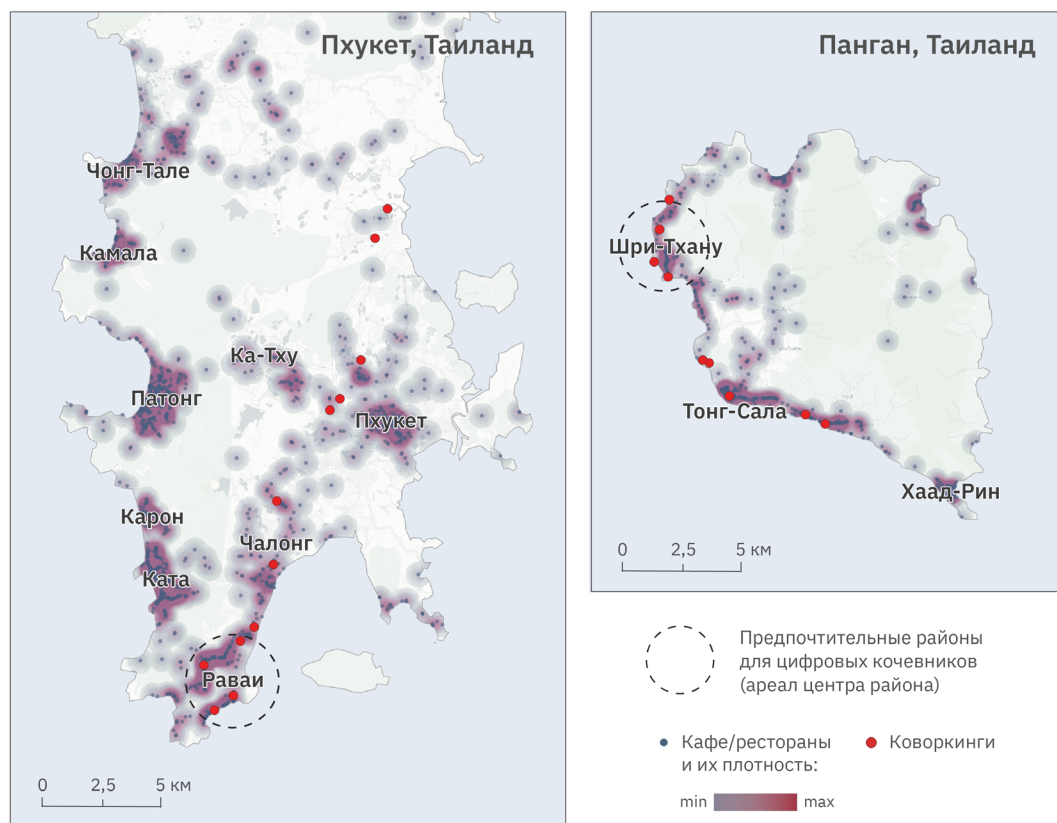 Пхукет, Таиланд
Чонг-Тале
Камала
Ка-Тху
Патонг
Пхукет
Карон
Чалонг
Ката
Раваи
0 2,5 5 км
Панган, Таиланд
Шри-Тхану
Тонг-Сала
Хаад-Рин
0 2,5 5 км
Предпочтительные районы
для цифровых кочевников
(ареал центра района)
Кафе/рестораны
и их плотность:
Коворкинги
min max